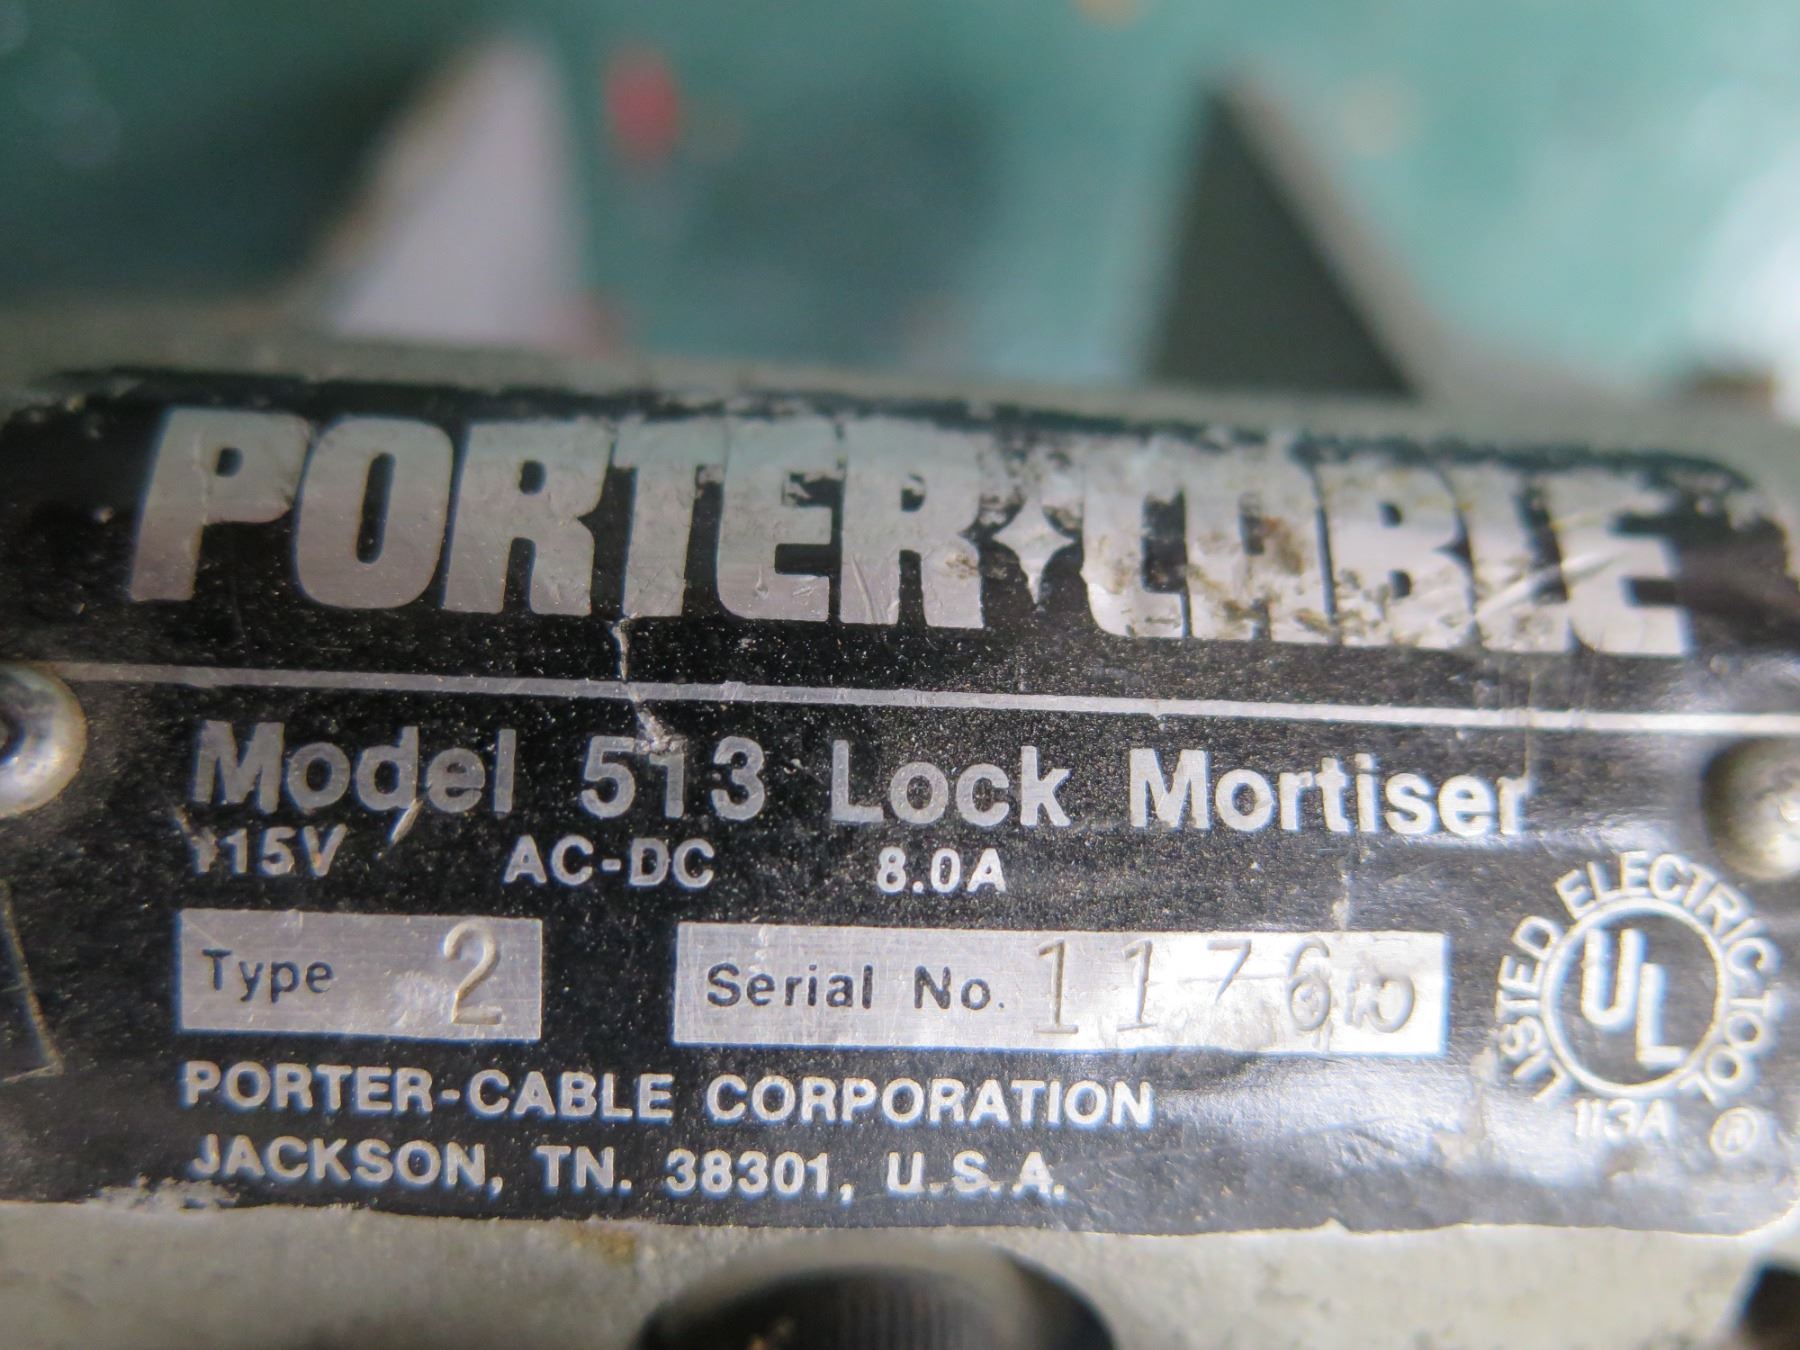 PORTER CABLE
Model 513 Lock Mortiser
115V AC-DC 8.0A
Type 2 Serial No. 11765
PORTER-CABLE CORPORATION
JACKSON, TN. 38301, U.S.A.
LISTED ELECTRIC TOOL
UL
113A ®